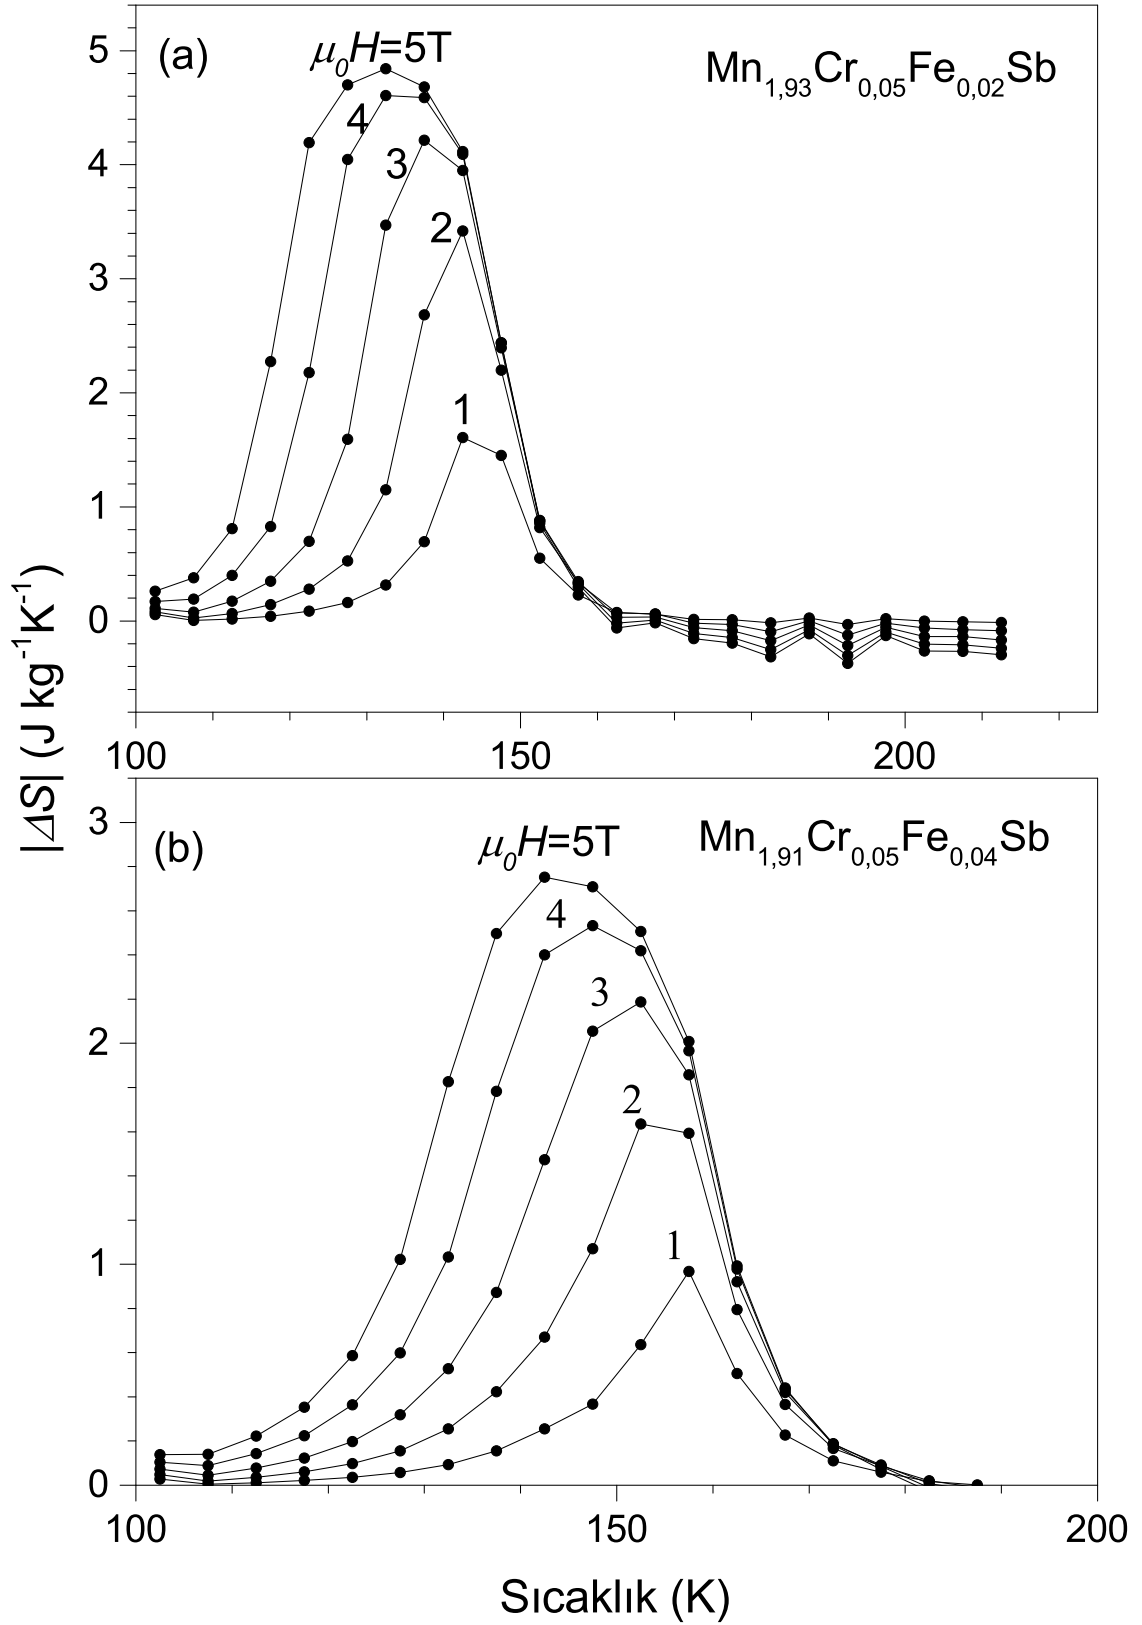 (a)
μ₀H=5T
Mn₁,₉₃Cr₀,₀₅Fe₀,₀₂Sb
4
3
2
1
5
4
3
2
1
0
100 150 200
|ΔS| (J kg⁻¹K⁻¹)
(b)
μ₀H=5T
Mn₁,₉₁Cr₀,₀₅Fe₀,₀₄Sb
4
3
2
1
3
2
1
0
100 150 200
Sıcaklık (K)